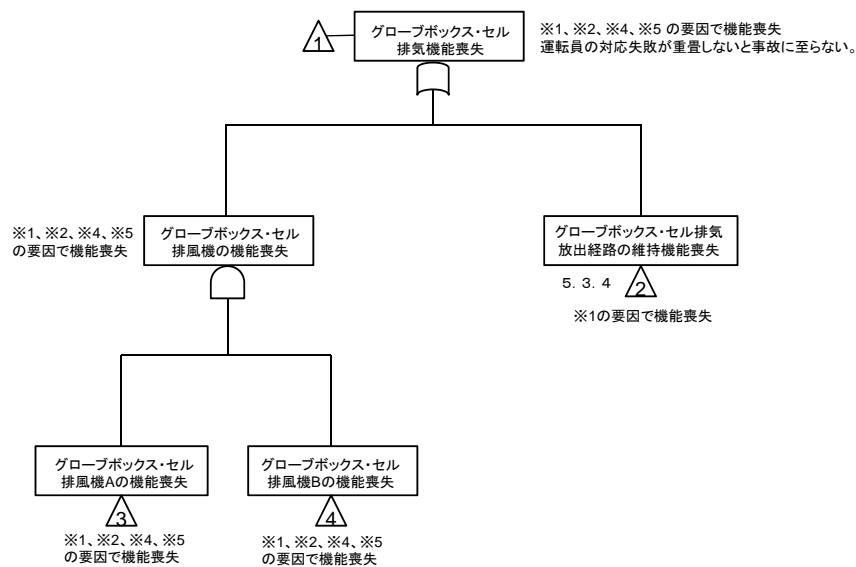 1
グローブボックス・セル
排気機能喪失
※1、※2、※4、※5 の要因で機能喪失
運転員の対応失敗が重畳しないと事故に至らない。
※1、※2、※4、※5
の要因で機能喪失
グローブボックス・セル
排風機の機能喪失
グローブボックス・セル排気
放出経路の維持機能喪失
5．3．4
2
※1の要因で機能喪失
グローブボックス・セル
排風機Aの機能喪失
3
※1、※2、※4、※5
の要因で機能喪失
グローブボックス・セル
排風機Bの機能喪失
4
※1、※2、※4、※5
の要因で機能喪失